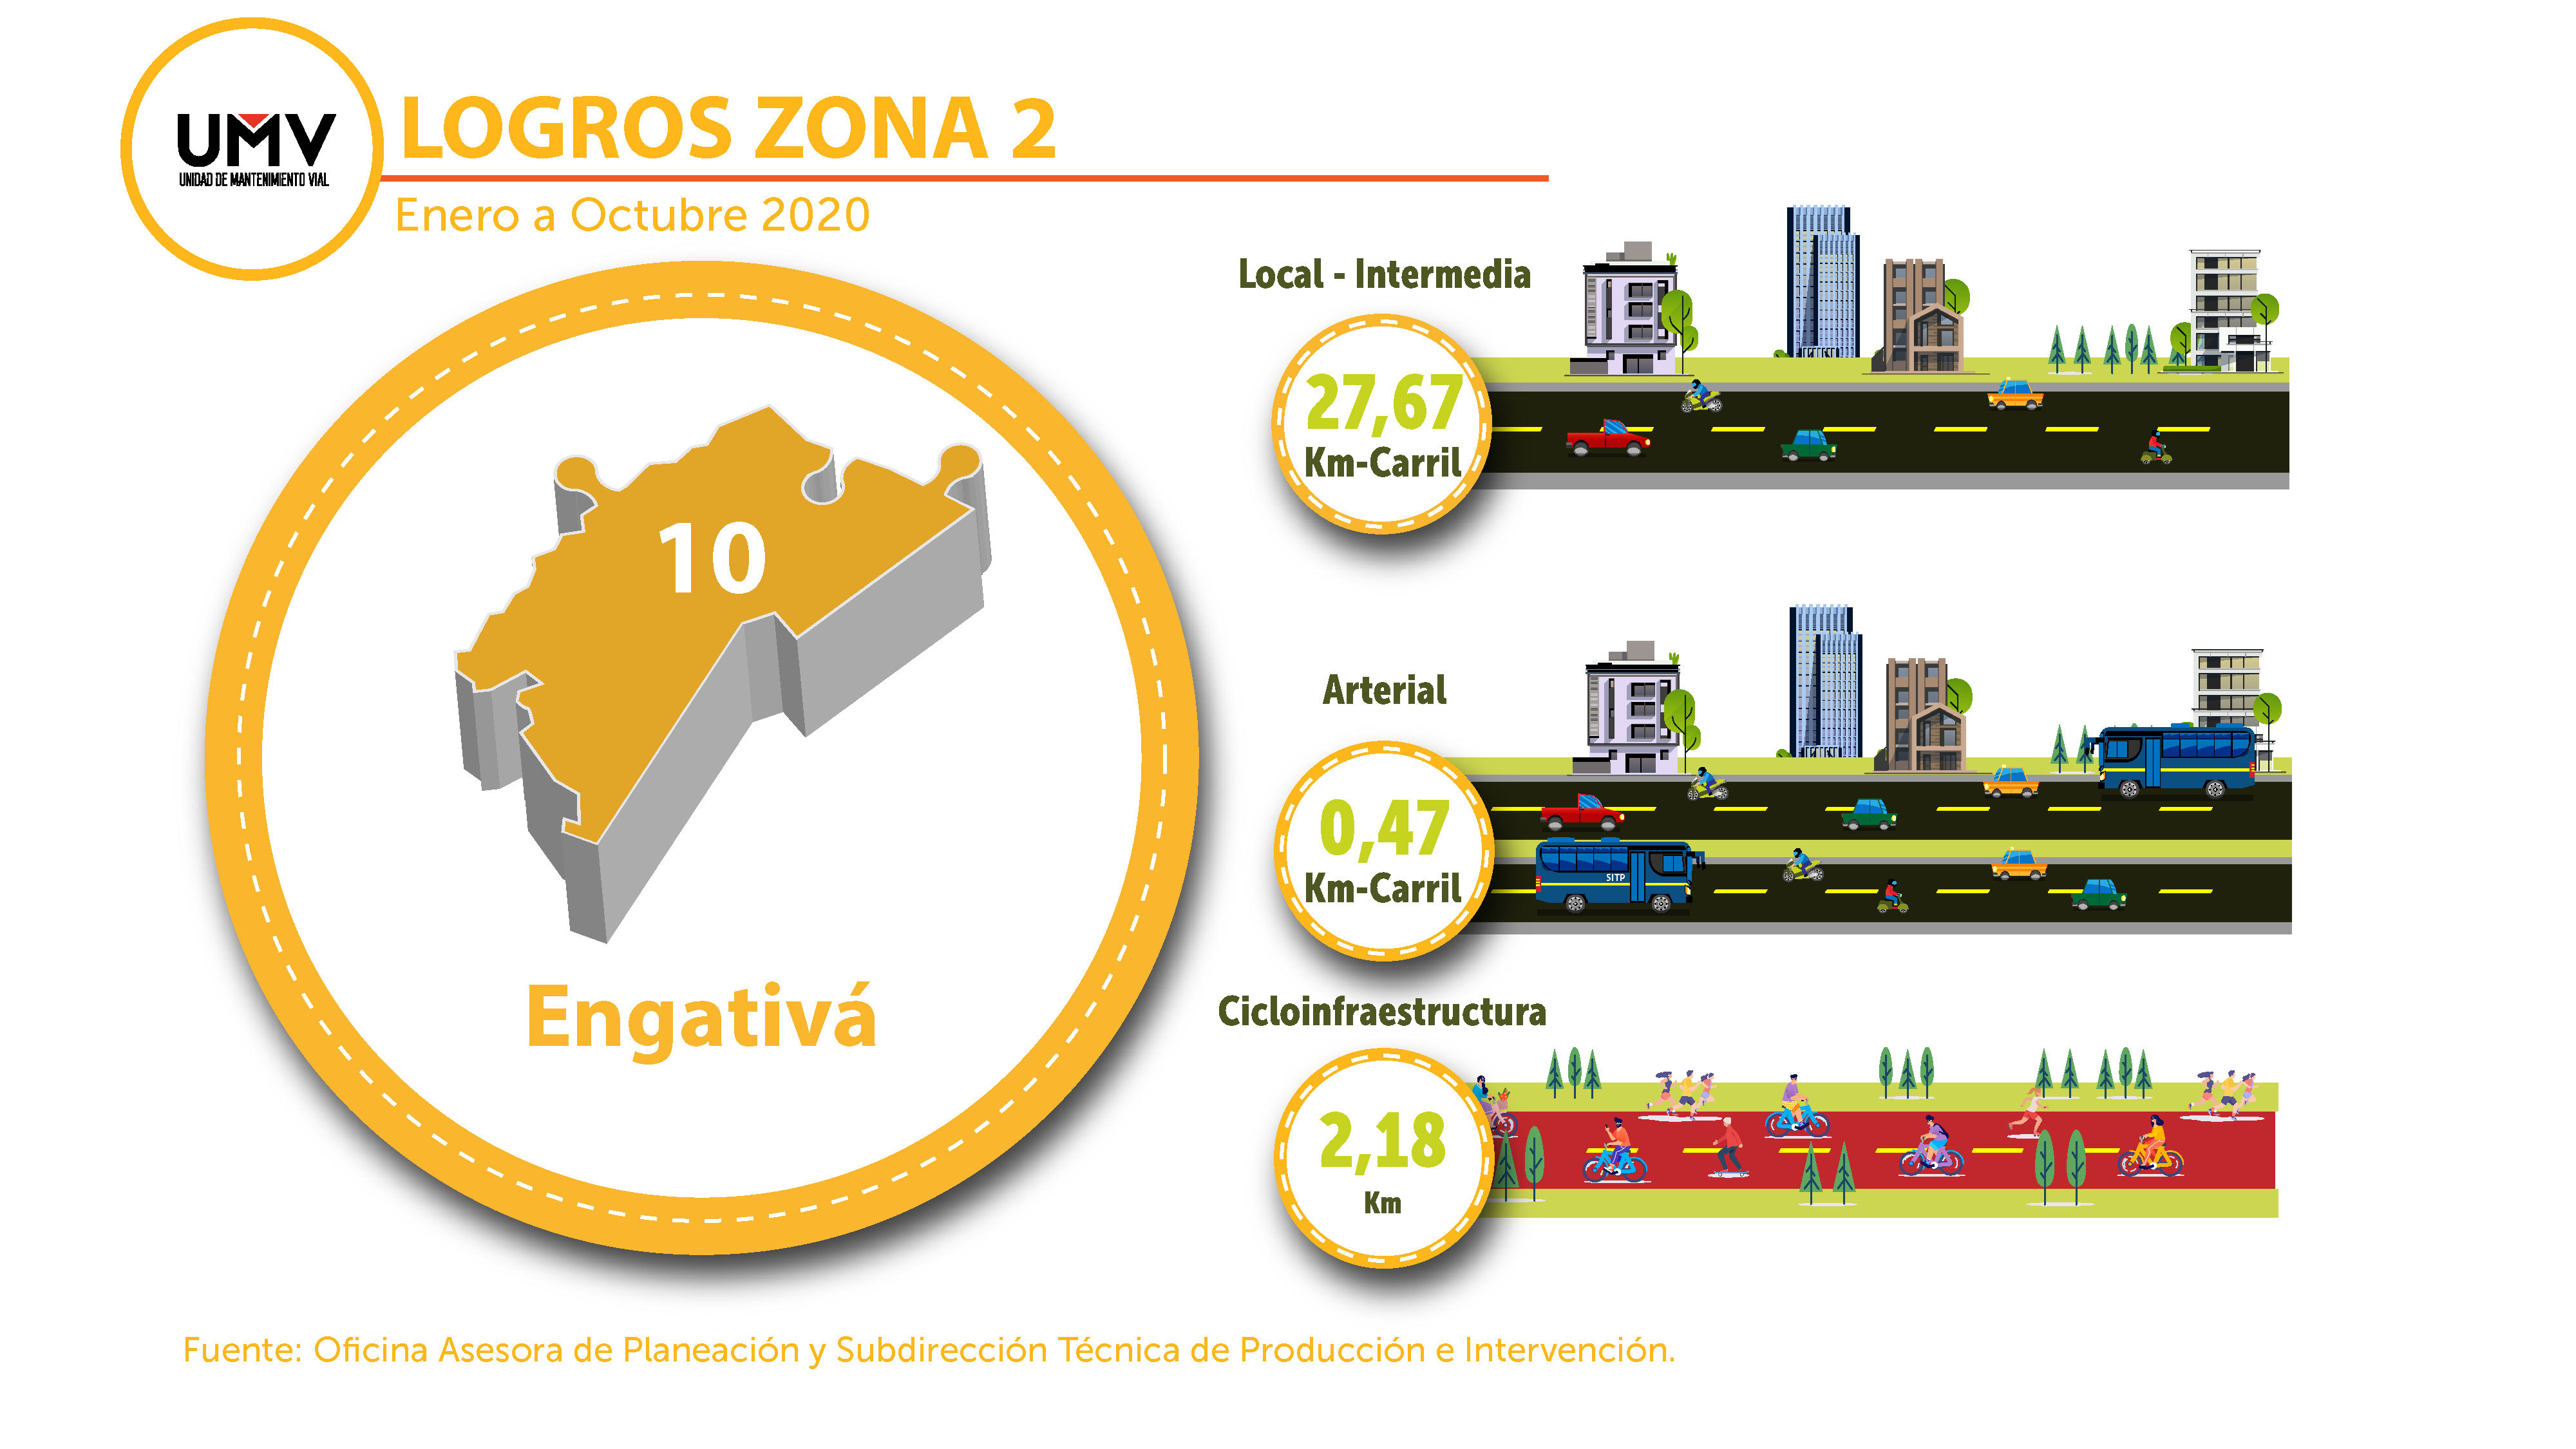 UMV
UNIDAD DE MANTENIMIENTO VIAL
LOGROS ZONA 2
Enero a Octubre 2020
10
Engativá
Local - Intermedia
27,67
Km-Carril
Arterial
0,47
Km-Carril
SITP
Cicloinfraestructura
2,18
Km
Fuente: Oficina Asesora de Planeación y Subdirección Técnica de Producción e Intervención.